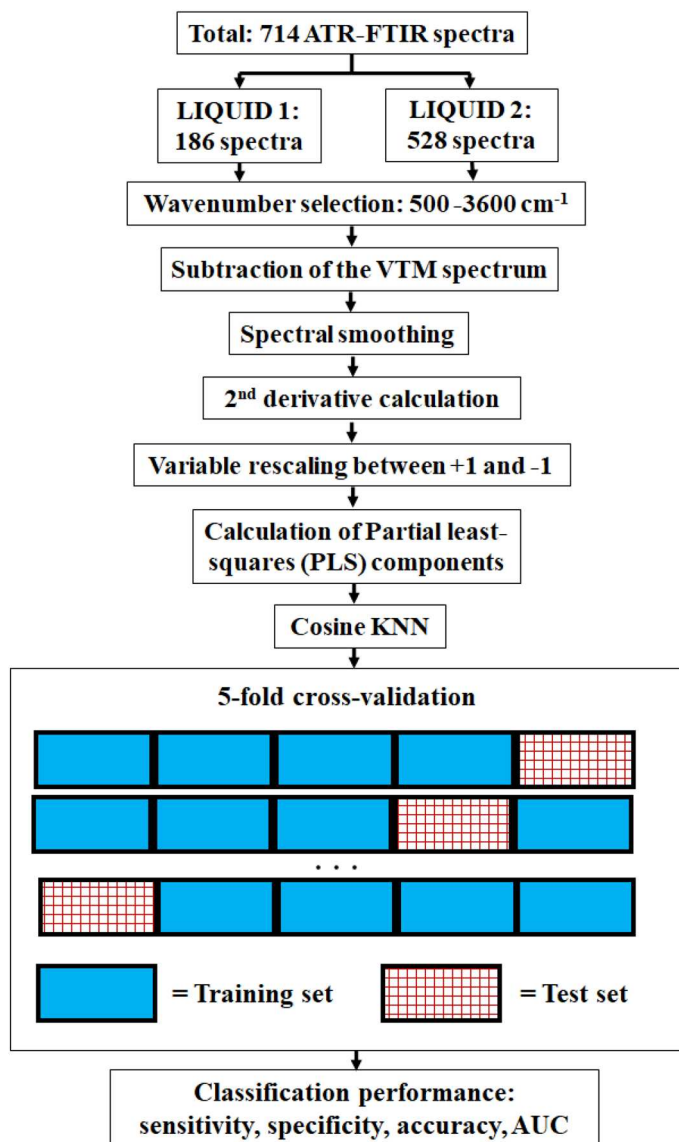 Total: 714 ATR-FTIR spectra
LIQUID 1:
186 spectra
LIQUID 2:
528 spectra
Wavenumber selection: 500 -3600 cm⁻¹
Subtraction of the VTM spectrum
Spectral smoothing
2ⁿᵈ derivative calculation
Variable rescaling between +1 and -1
Calculation of Partial least-
squares (PLS) components
Cosine KNN
5-fold cross-validation
. . .
= Training set
= Test set
Classification performance:
sensitivity, specificity, accuracy, AUC